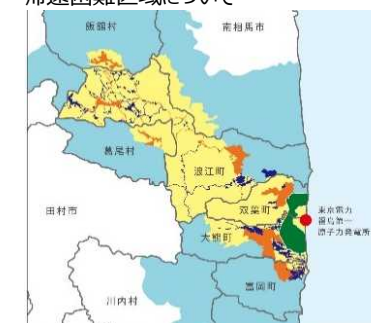 帰還困難区域について
飯舘村
南相馬市
葛尾村
浪江町
田村市
双葉町
東京電力
福島第一
原子力発電所
大熊町
富岡町
川内村